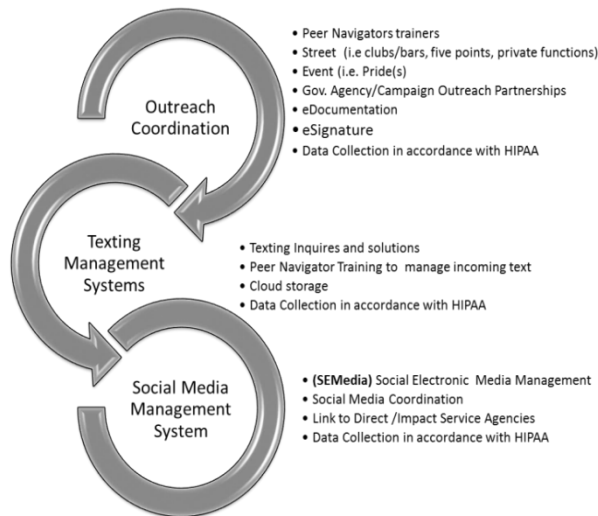 Outreach
Coordination
• Peer Navigators trainers
• Street (i.e clubs/bars, five points, private functions)
• Event (i.e. Pride(s)
• Gov. Agency/Campaign Outreach Partnerships
• eDocumentation
• eSignature
• Data Collection in accordance with HIPAA
Texting
Management
Systems
• Texting Inquires and solutions
• Peer Navigator Training to manage incoming text
• Cloud storage
• Data Collection in accordance with HIPAA
Social Media
Management
System
• (SEMedia) Social Electronic Media Management
• Social Media Coordination
• Link to Direct /Impact Service Agencies
• Data Collection in accordance with HIPAA